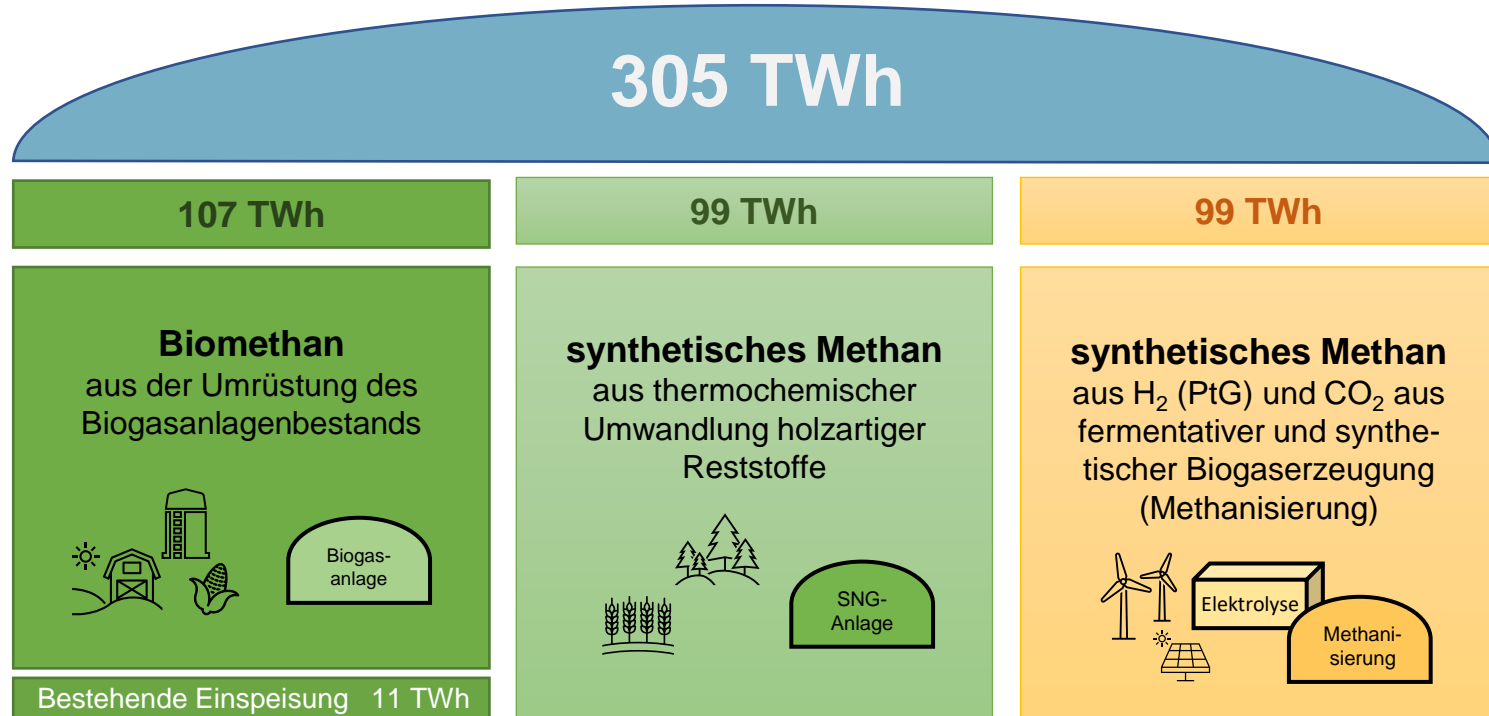 305 TWh
107 TWh
Biomethan
aus der Umrüstung des
Biogasanlagenbestands
Biogas-
anlage
Bestehende Einspeisung 11 TWh
99 TWh
synthetisches Methan
aus thermochemischer
Umwandlung holzartiger
Reststoffe
SNG-
Anlage
99 TWh
synthetisches Methan
aus H₂ (PtG) und CO₂ aus
fermentativer und synthe-
tischer Biogaserzeugung
(Methanisierung)
Elektrolyse
Methani-
sierung